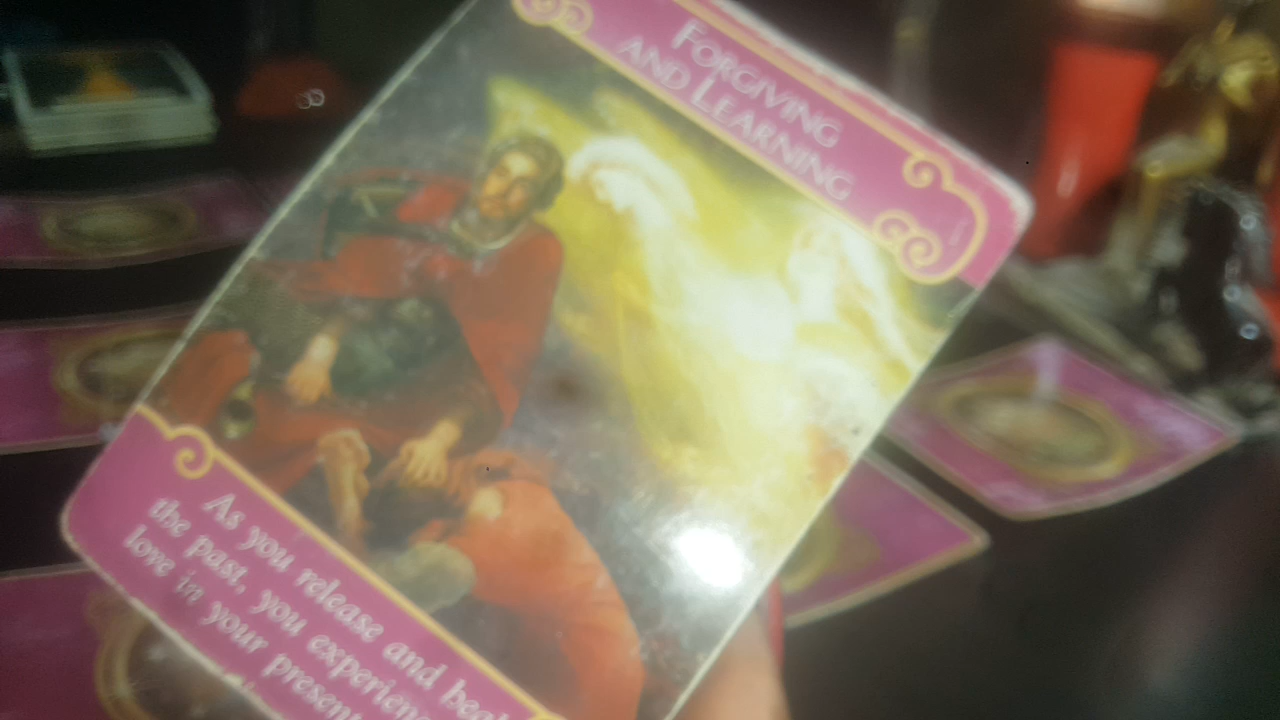 FORGIVING
AND LEARNING
As you release and heal
the past, you experience
love in your present